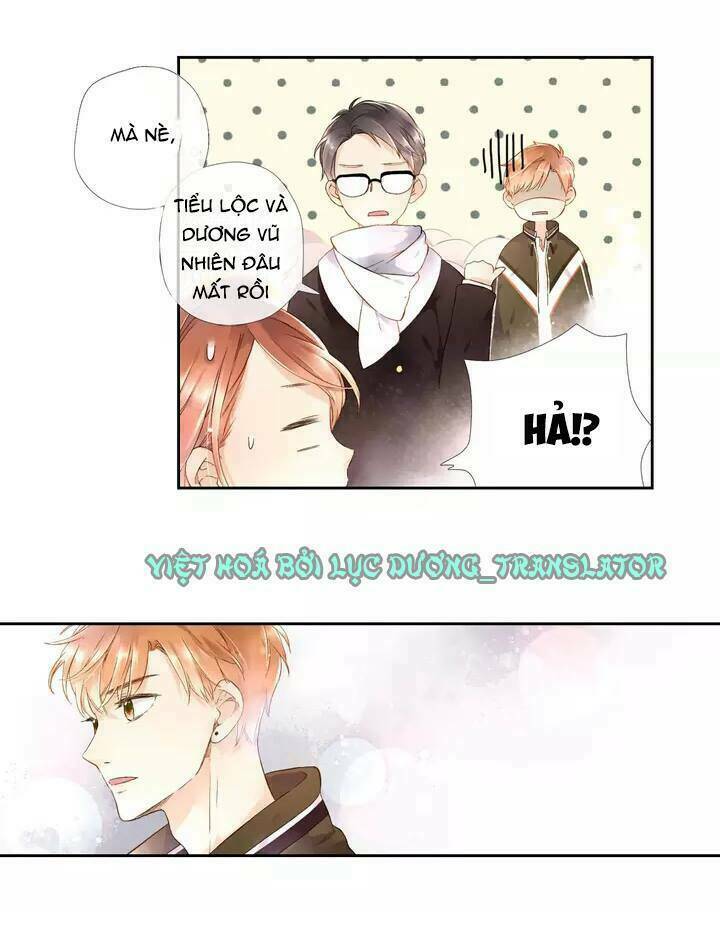 MÀ NÈ,
TIỂU LỘC VÀ
DƯƠNG VŨ
NHIÊN ĐÂU
MẤT RỒI
HẢ!?
VIỆT HOÁ BỞI LỤC DƯƠNG_TRANSLATOR